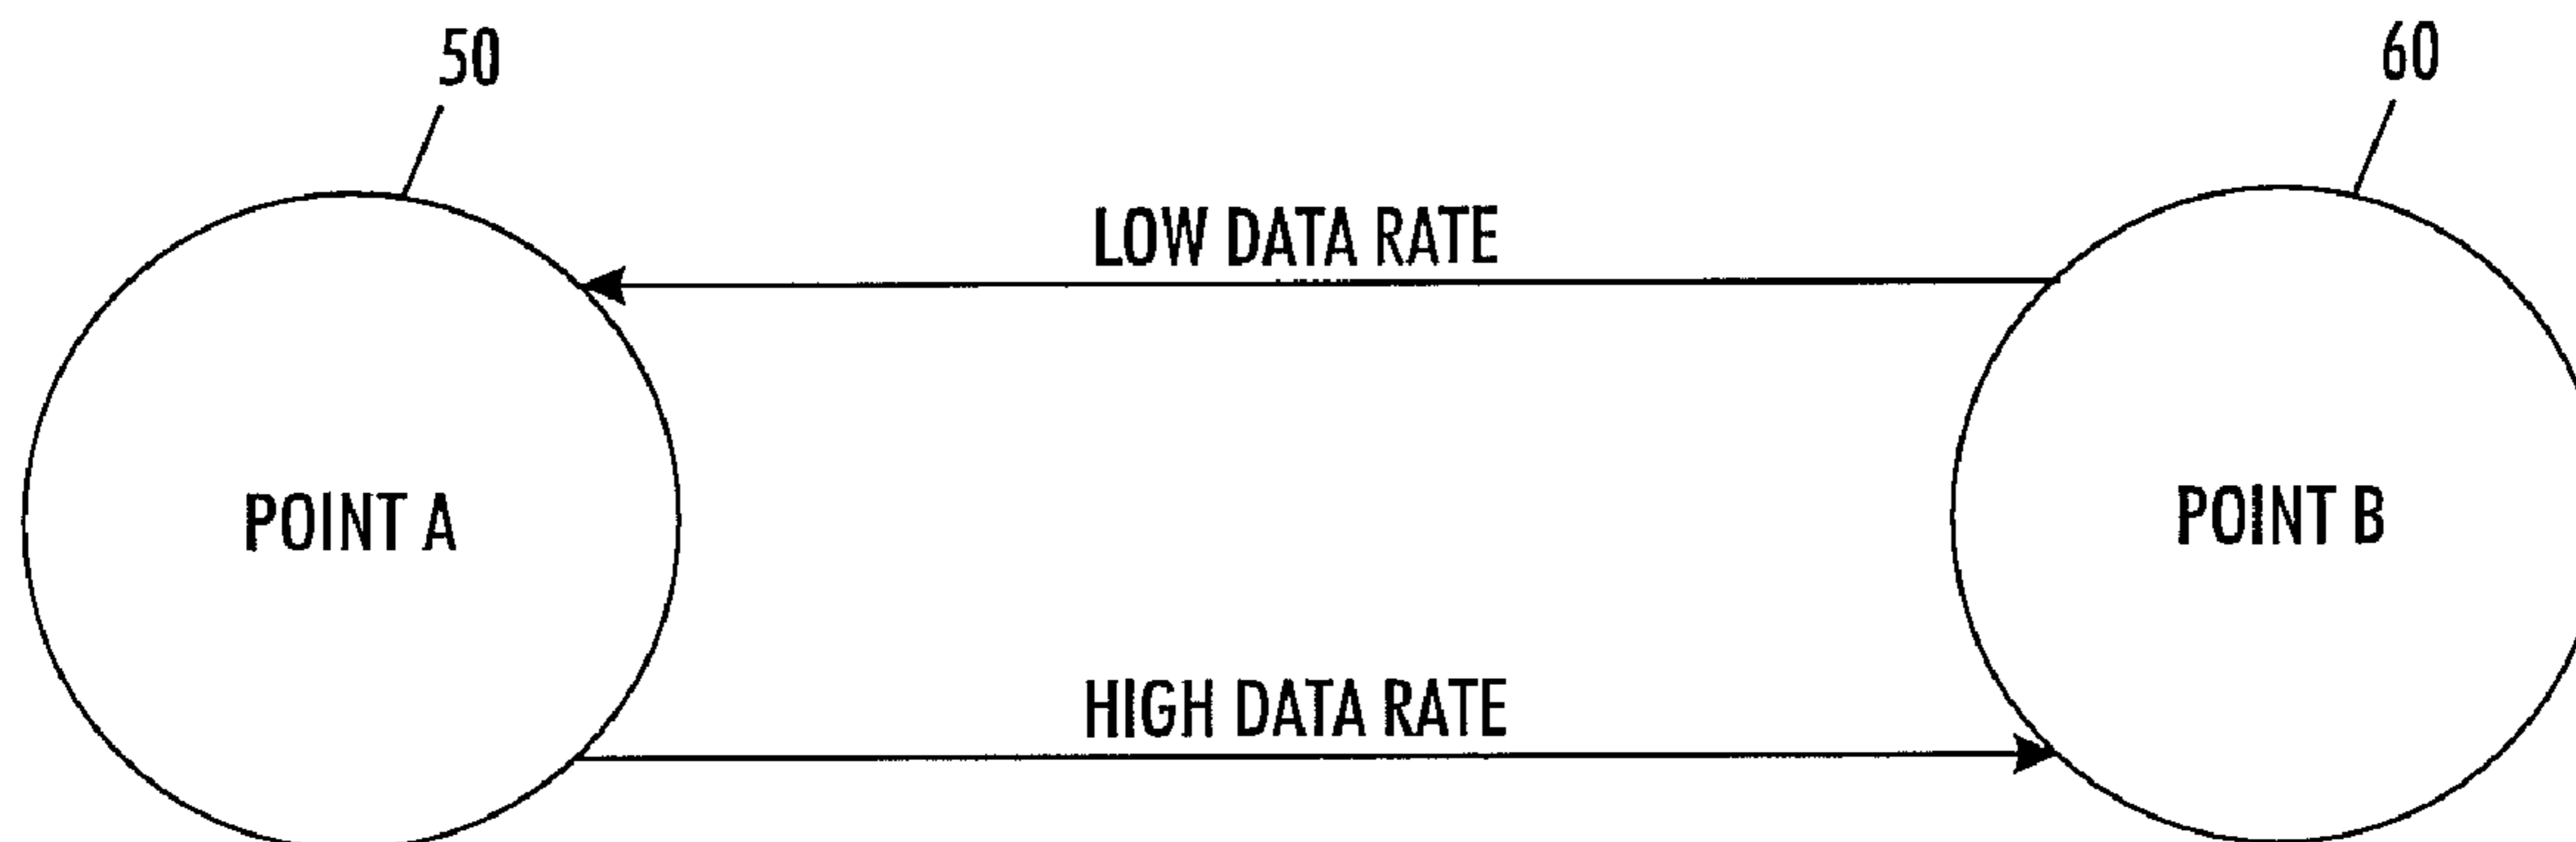 50
60
LOW DATA RATE
POINT A
POINT B
HIGH DATA RATE